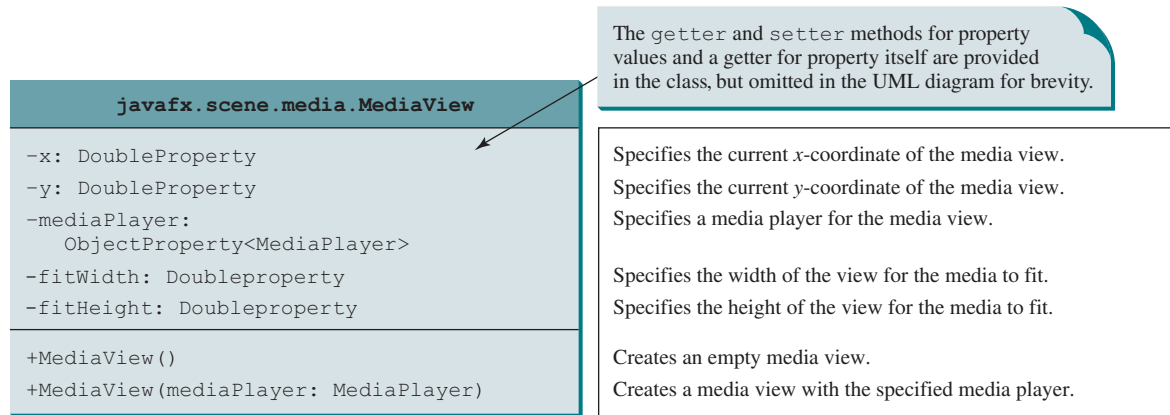 The getter and setter methods for property
values and a getter for property itself are provided
in the class, but omitted in the UML diagram for brevity.
javafx.scene.media.MediaView
-x: DoubleProperty
Specifies the current x-coordinate of the media view.
-y: DoubleProperty
Specifies the current y-coordinate of the media view.
-mediaPlayer:
Specifies a media player for the media view.
ObjectProperty<MediaPlayer>
-fitWidth: Doubleproperty
Specifies the width of the view for the media to fit.
-fitHeight: Doubleproperty
Specifies the height of the view for the media to fit.
+MediaView()
Creates an empty media view.
+MediaView(mediaPlayer: MediaPlayer)
Creates a media view with the specified media player.